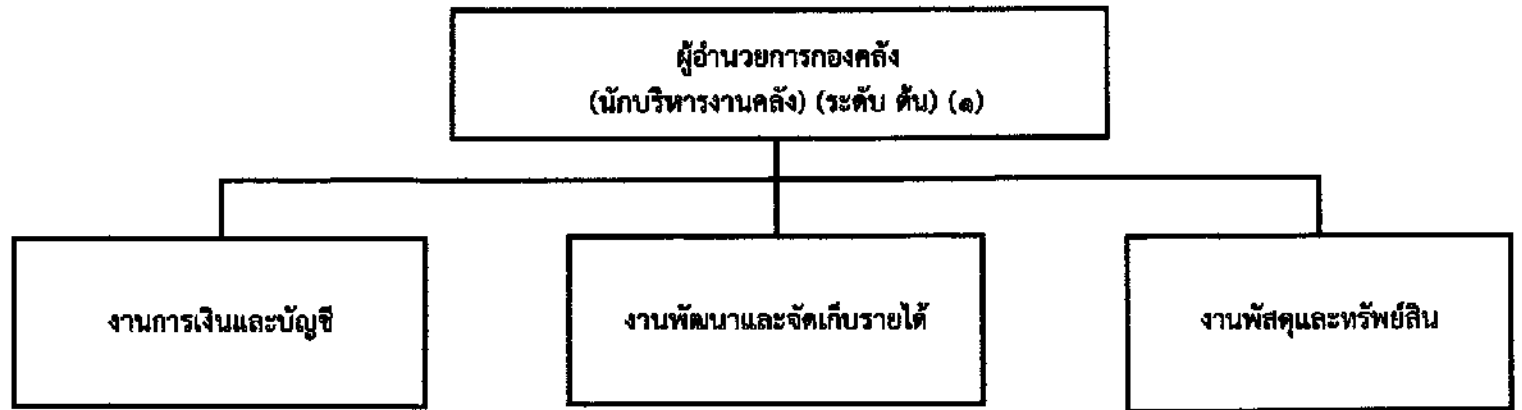 ผู้อำนวยการกองคลัง
(นักบริหารงานคลัง) (ระดับ ต้น) (๑)
งานการเงินและบัญชี
งานพัฒนาและจัดเก็บรายได้
งานพัสดุและทรัพย์สิน